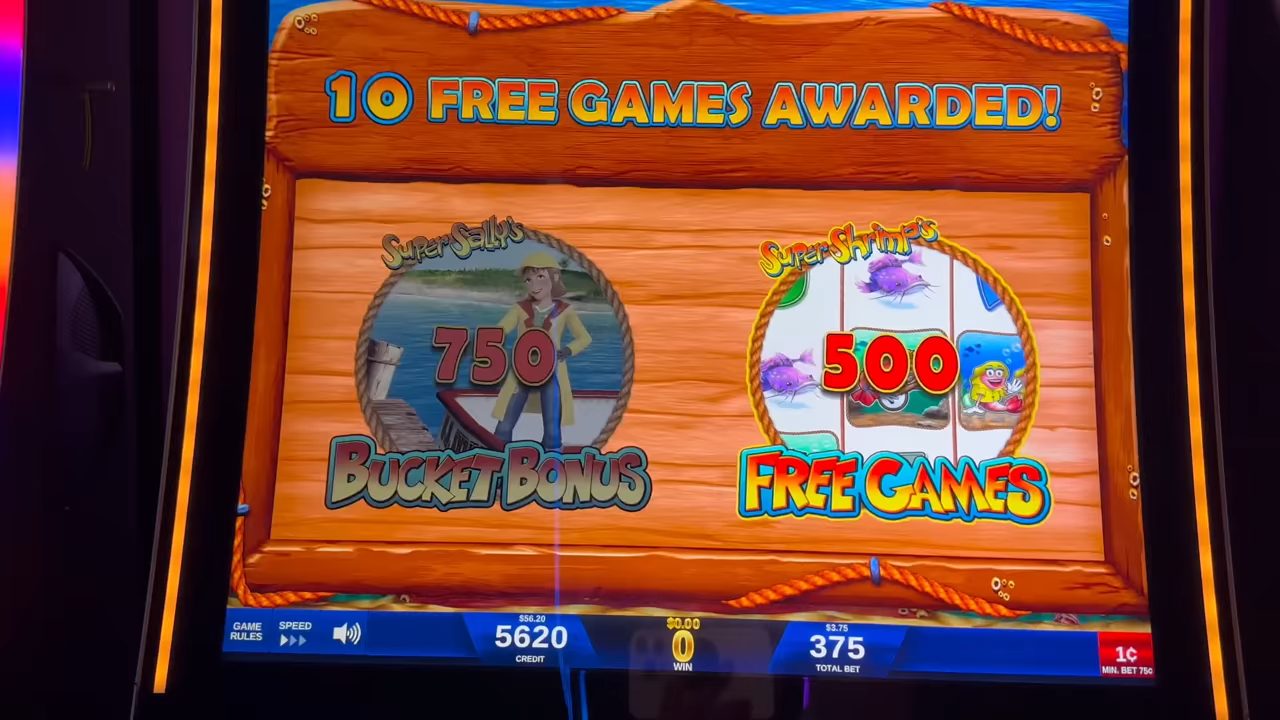 10 FREE GAMES AWARDED!
Super Sally's
750
BUCKET BONUS
Super Shrimp's
500
FREE GAMES
GAME RULES
SPEED
$56.20
5620
CREDIT
$0.00
0
WIN
$3.75
375
TOTAL BET
1¢
MIN. BET 75¢